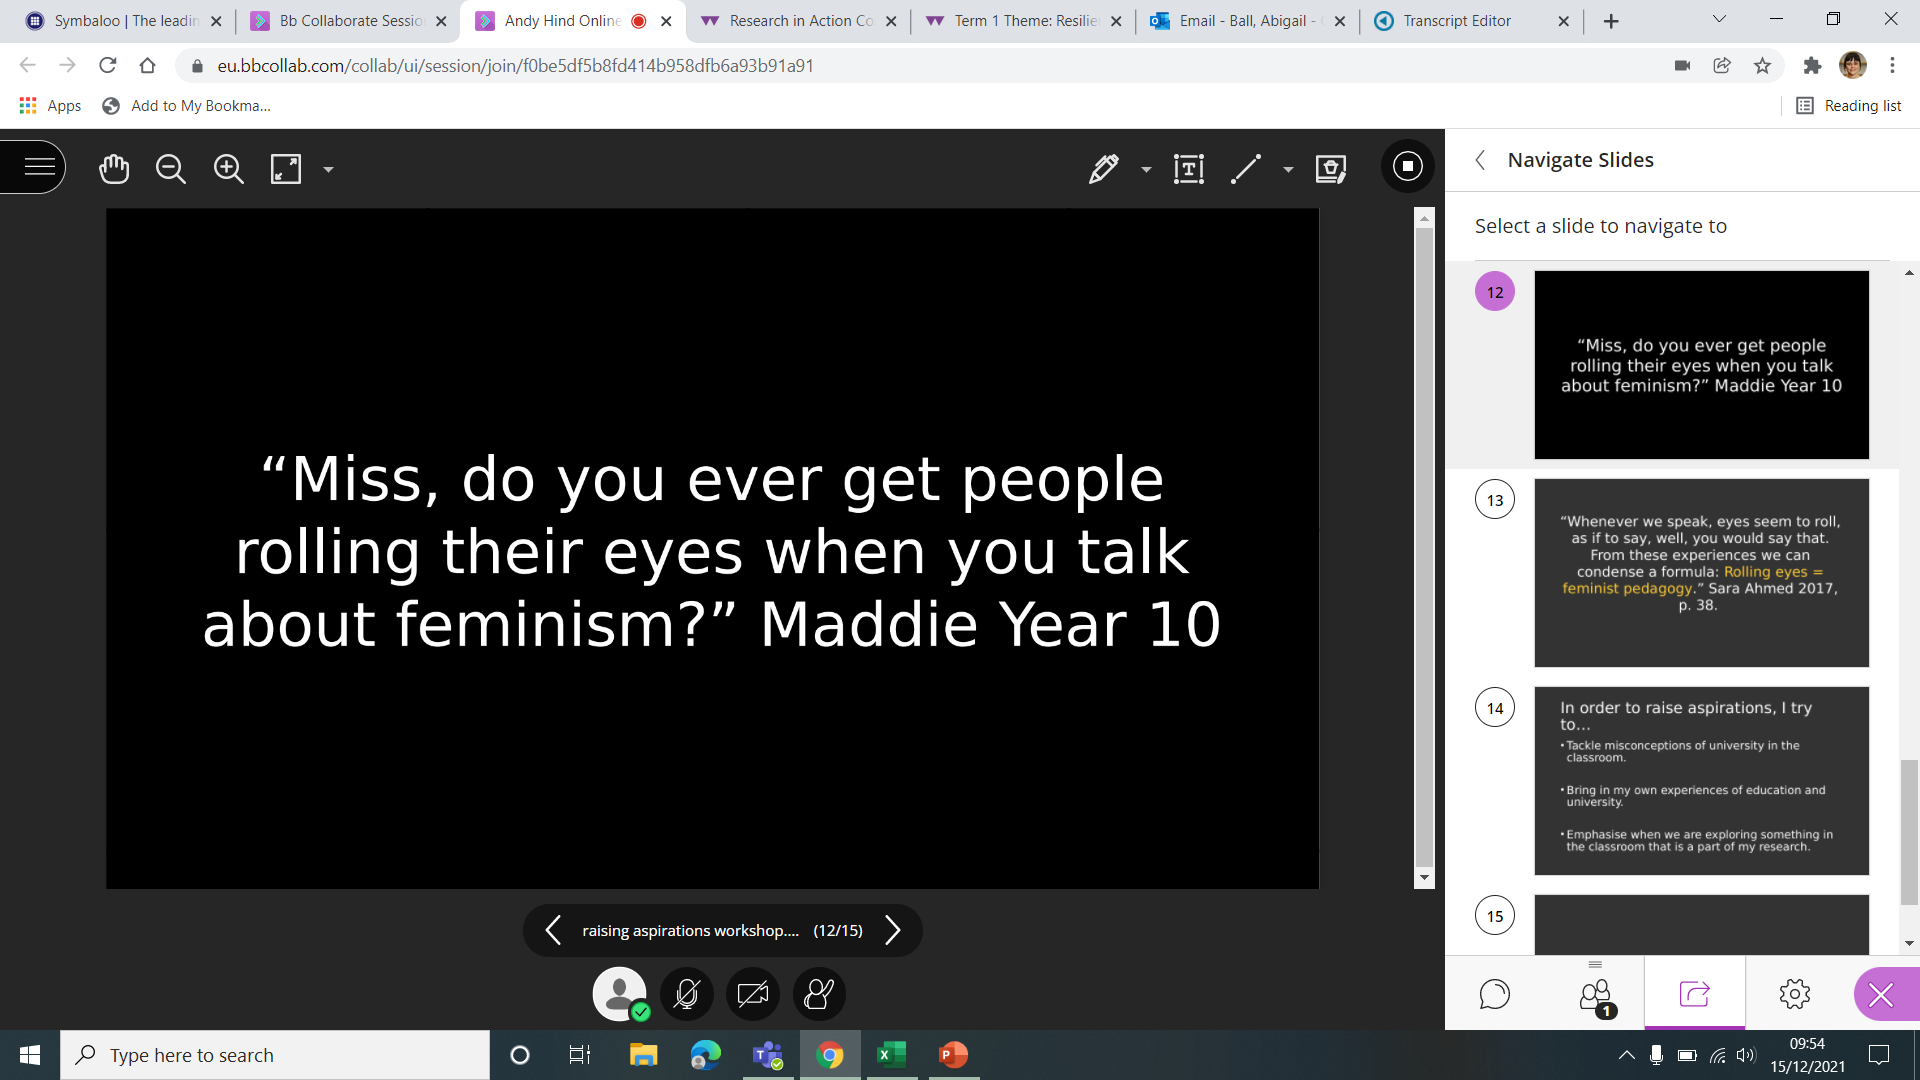 Symbaloo | The leadin
Bb Collaborate Sessio
Andy Hind Online
Research in Action Co
Term 1 Theme: Resilie
Email - Ball, Abigail -
Transcript Editor
eu.bbcollab.com/collab/ui/session/join/f0be5df5b8fd414b958dfb6a93b91a91
Apps
Add to My Bookma...
Reading list
“Miss, do you ever get people
rolling their eyes when you talk
about feminism?” Maddie Year 10
raising aspirations workshop.... (12/15)
Navigate Slides
Select a slide to navigate to
12
“Miss, do you ever get people
rolling their eyes when you talk
about feminism?” Maddie Year 10
13
“Whenever we speak, eyes seem to roll,
as if to say, well, you would say that.
From these experiences we can
condense a formula: Rolling eyes =
feminist pedagogy.” Sara Ahmed 2017,
p. 38.
14
In order to raise aspirations, I try
to...
• Tackle misconceptions of university in the
classroom.
• Bring in my own experiences of education and
university.
• Emphasise when we are exploring something in
the classroom that is a part of my research.
15
1
Type here to search
09:54
15/12/2021